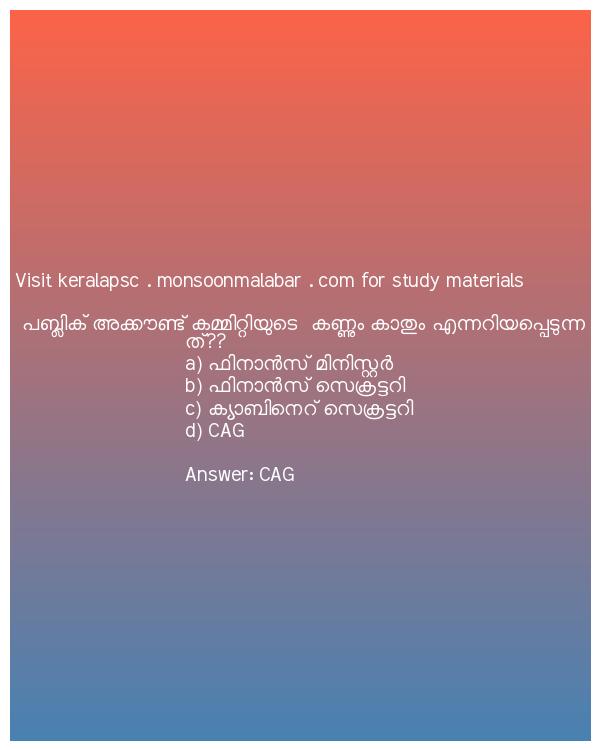 Visit keralapsc . monsoonmalabar . com for study materials
പബ്ലിക് അക്കൗണ്ട് കമ്മിറ്റിയുടെ കണ്ണും കാതും എന്നറിയപ്പെടുന്ന
ത്??
a) ഫിനാൻസ് മിനിസ്റ്റർ
b) ഫിനാൻസ് സെക്രട്ടറി
c) ക്യാബിനെറ് സെക്രട്ടറി
d) CAG
Answer: CAG